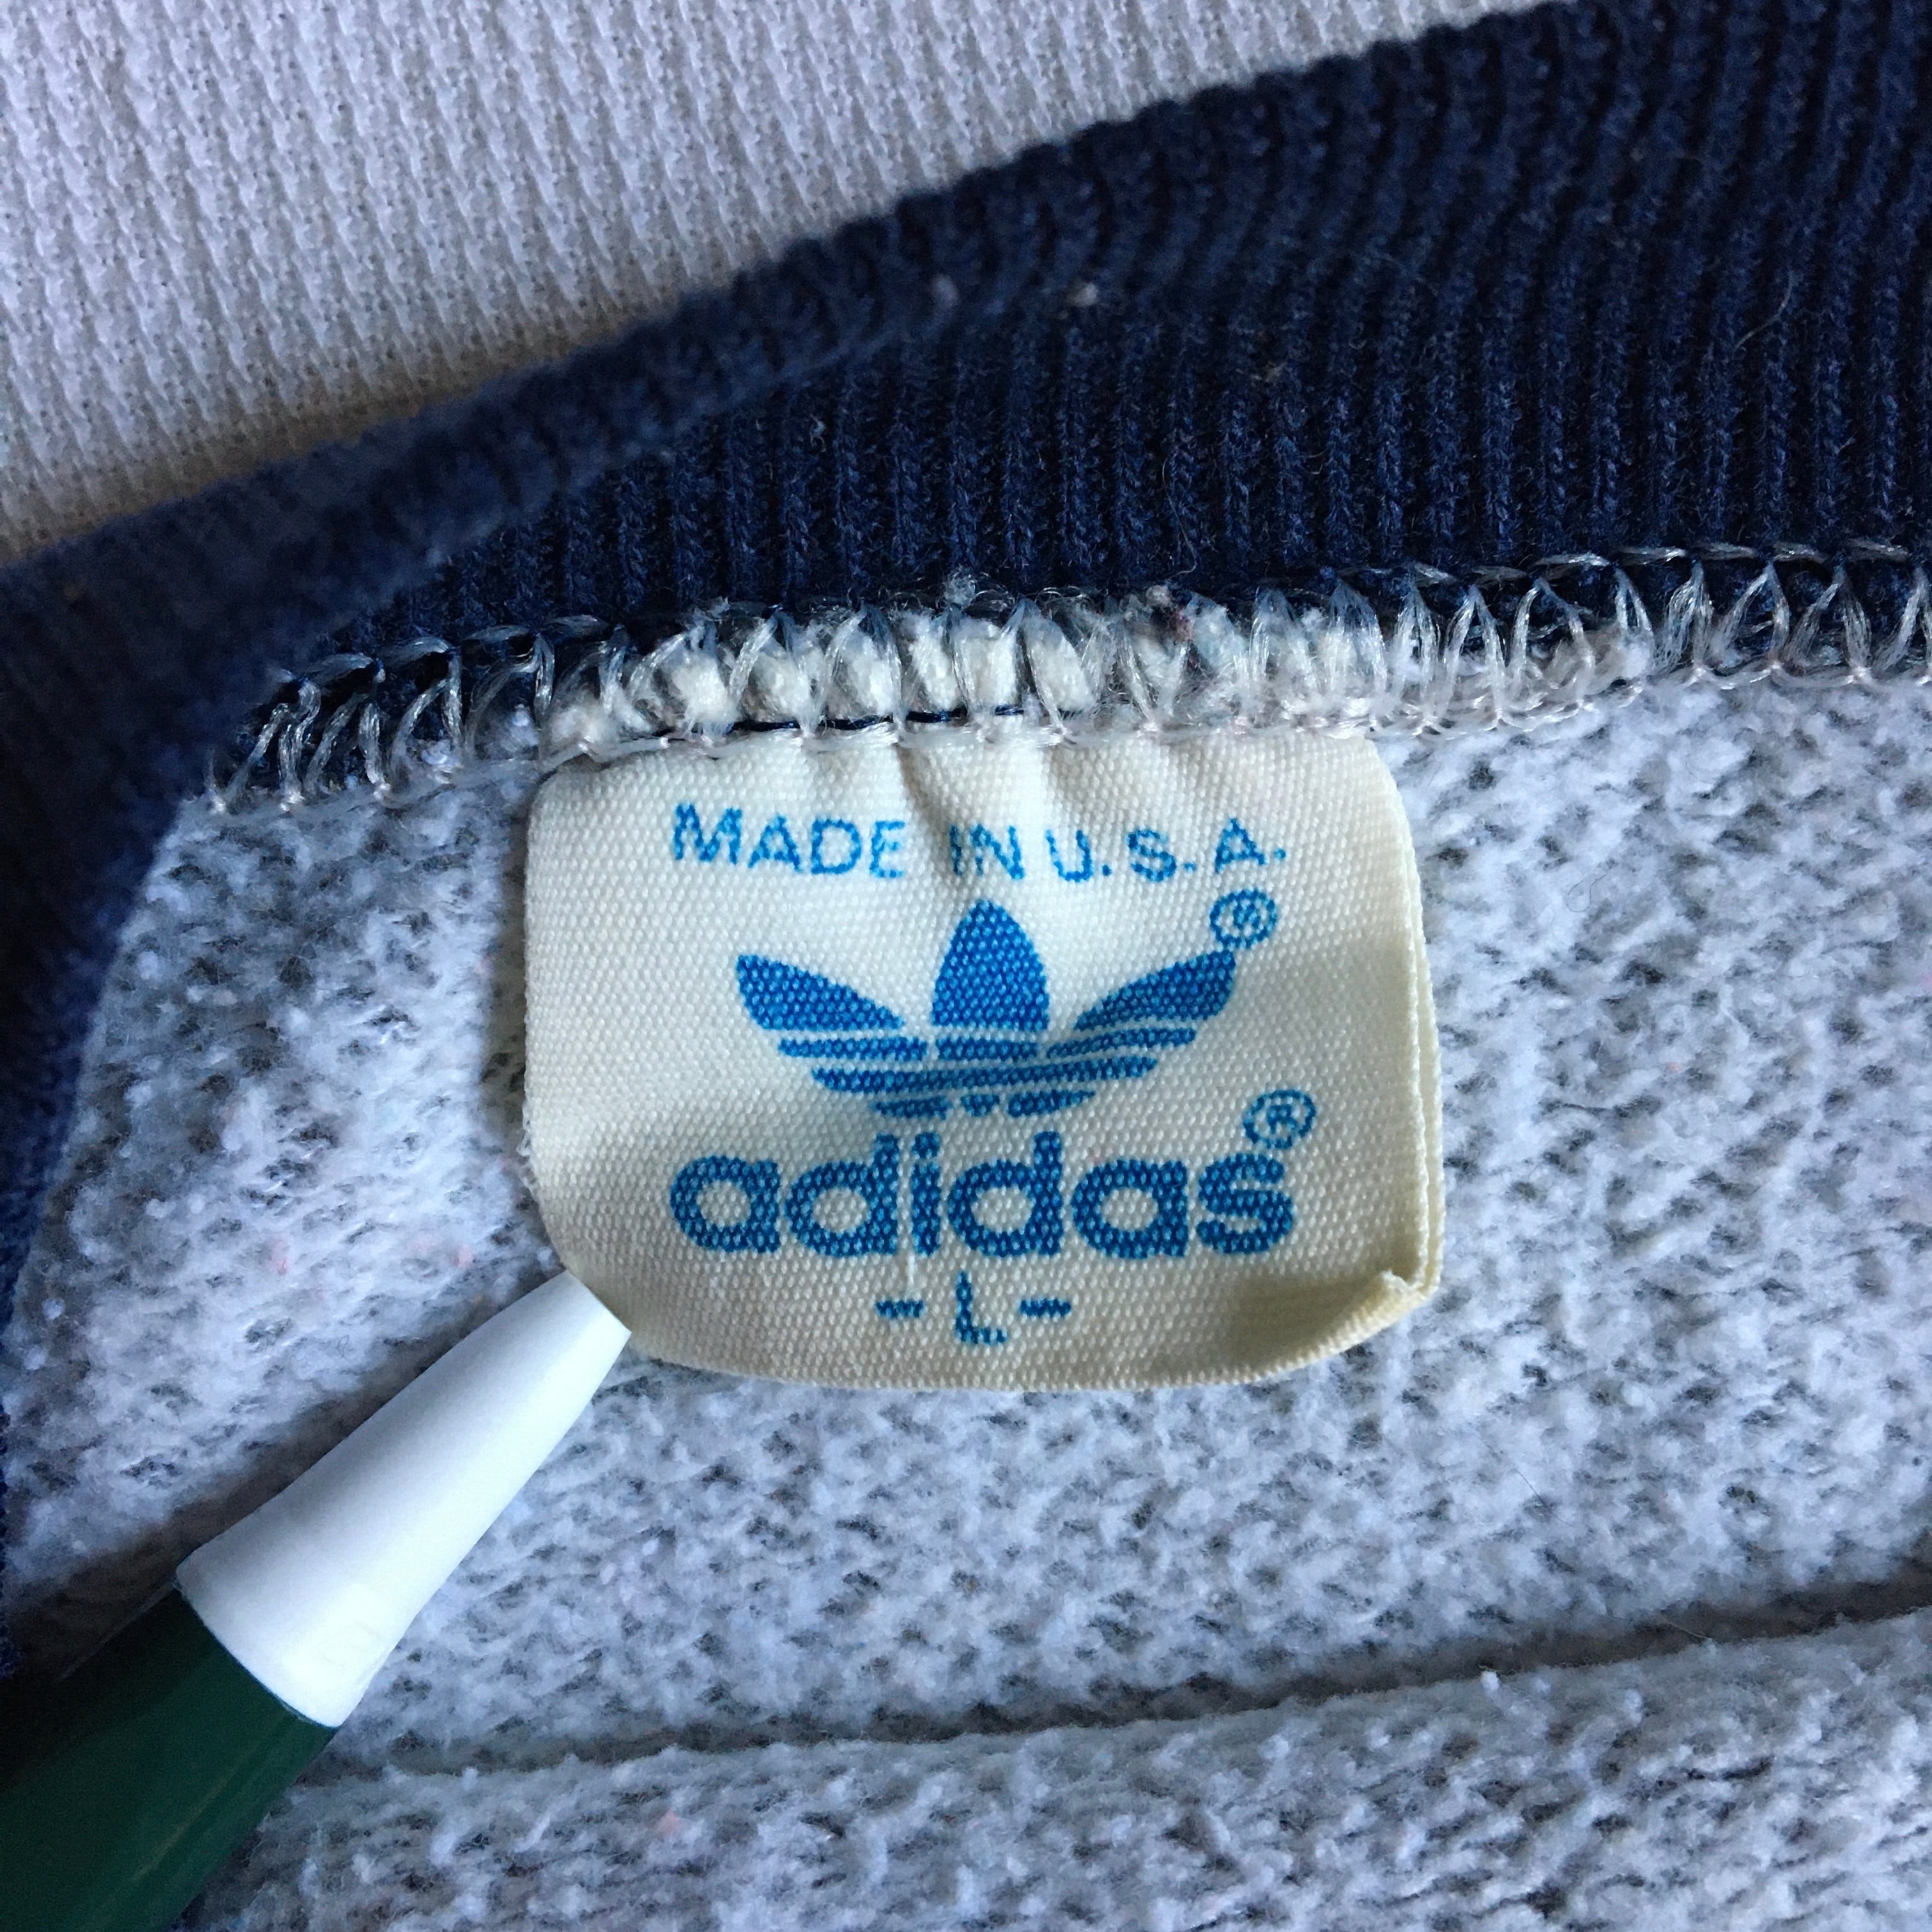 MADE IN U.S.A.
®
adidas®
- L -